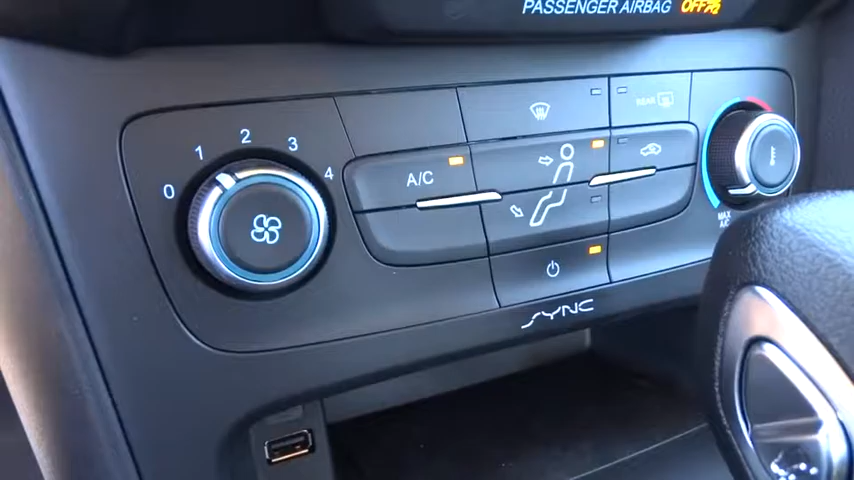 PASSENGER AIRBAG
OFF
0
1
2
3
4
A/C
REAR
MAX
A/C
SYNC